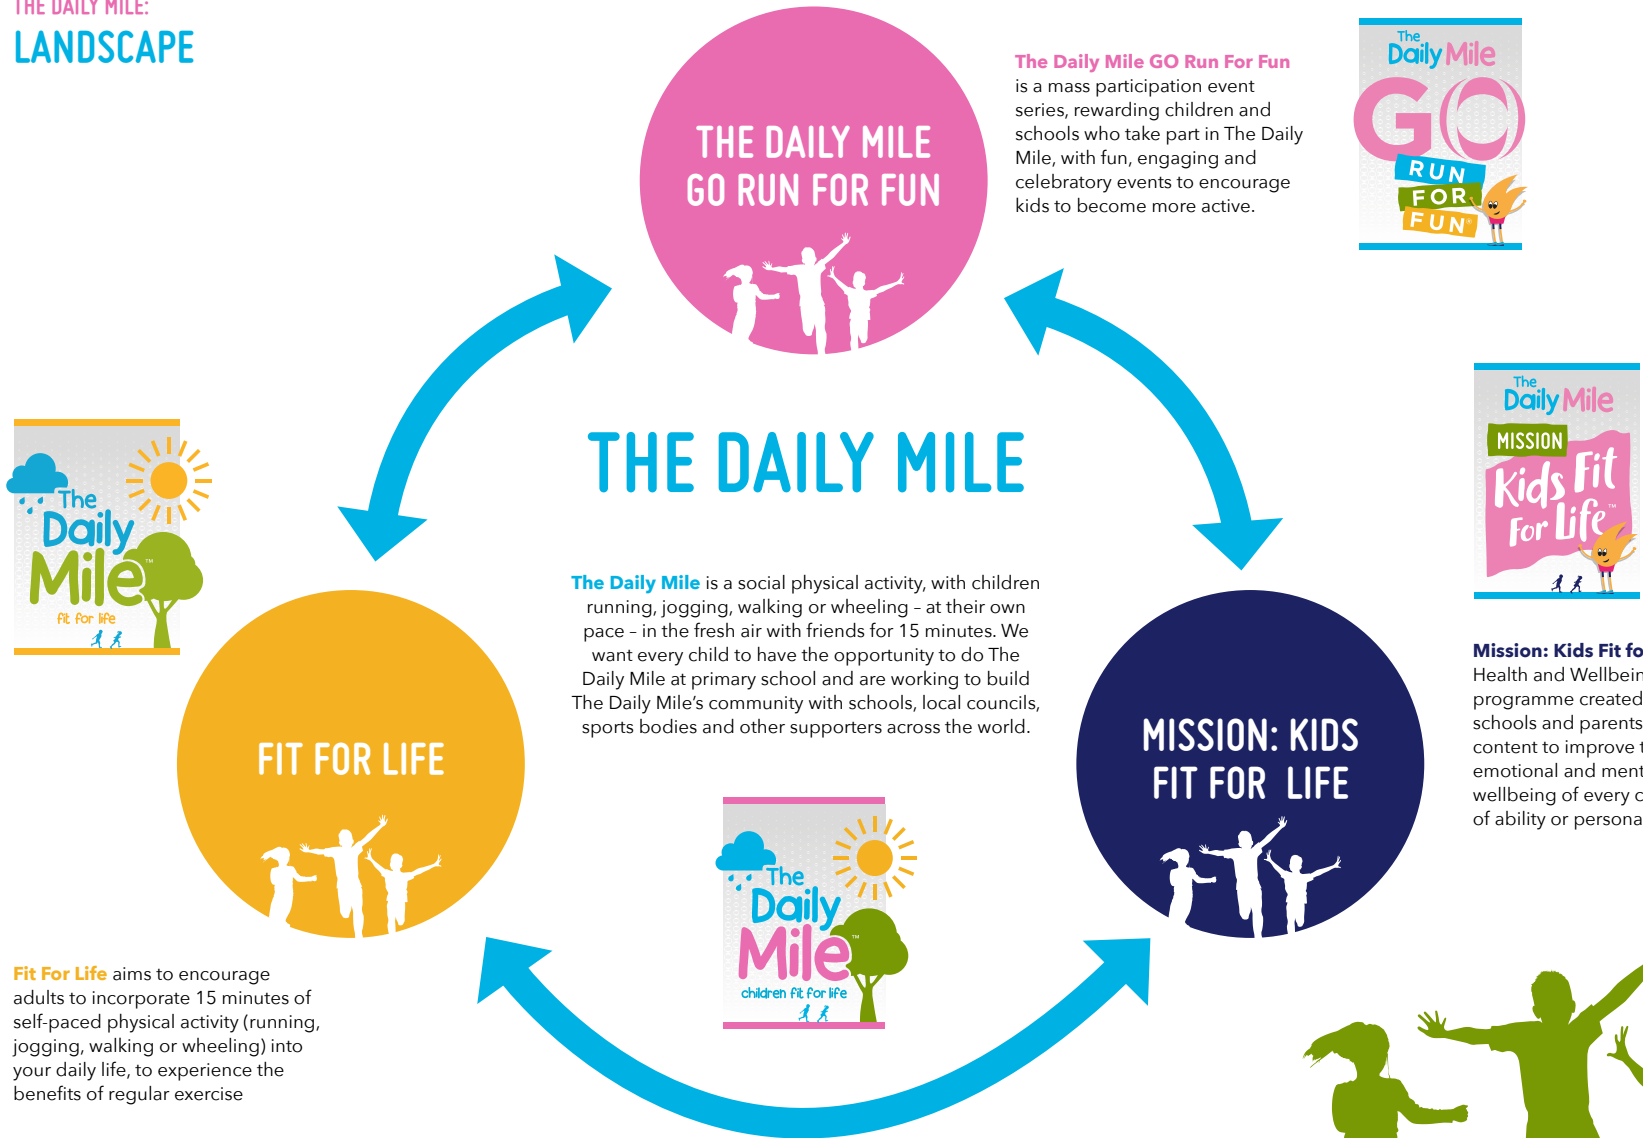 THE DAILY MILE:
LANDSCAPE
THE DAILY MILE
GO RUN FOR FUN
The Daily Mile GO Run For Fun
is a mass participation event
series, rewarding children and
schools who take part in The Daily
Mile, with fun, engaging and
celebratory events to encourage
kids to become more active.
The
Daily Mile
GO
RUN
FOR
FUN®
THE DAILY MILE
The Daily Mile is a social physical activity, with children
running, jogging, walking or wheeling – at their own
pace – in the fresh air with friends for 15 minutes. We
want every child to have the opportunity to do The
Daily Mile at primary school and are working to build
The Daily Mile's community with schools, local councils,
sports bodies and other supporters across the world.
The
Daily
Mile™
children fit for life
The
Daily
Mile™
fit for life
FIT FOR LIFE
Fit For Life aims to encourage
adults to incorporate 15 minutes of
self-paced physical activity (running,
jogging, walking or wheeling) into
your daily life, to experience the
benefits of regular exercise
MISSION: KIDS
FIT FOR LIFE
The
Daily Mile
MISSION
Kids Fit
For Life™
Mission: Kids Fit
Health and
programme created
schools and parents
content to improve
emotional and
wellbeing of every
of ability or